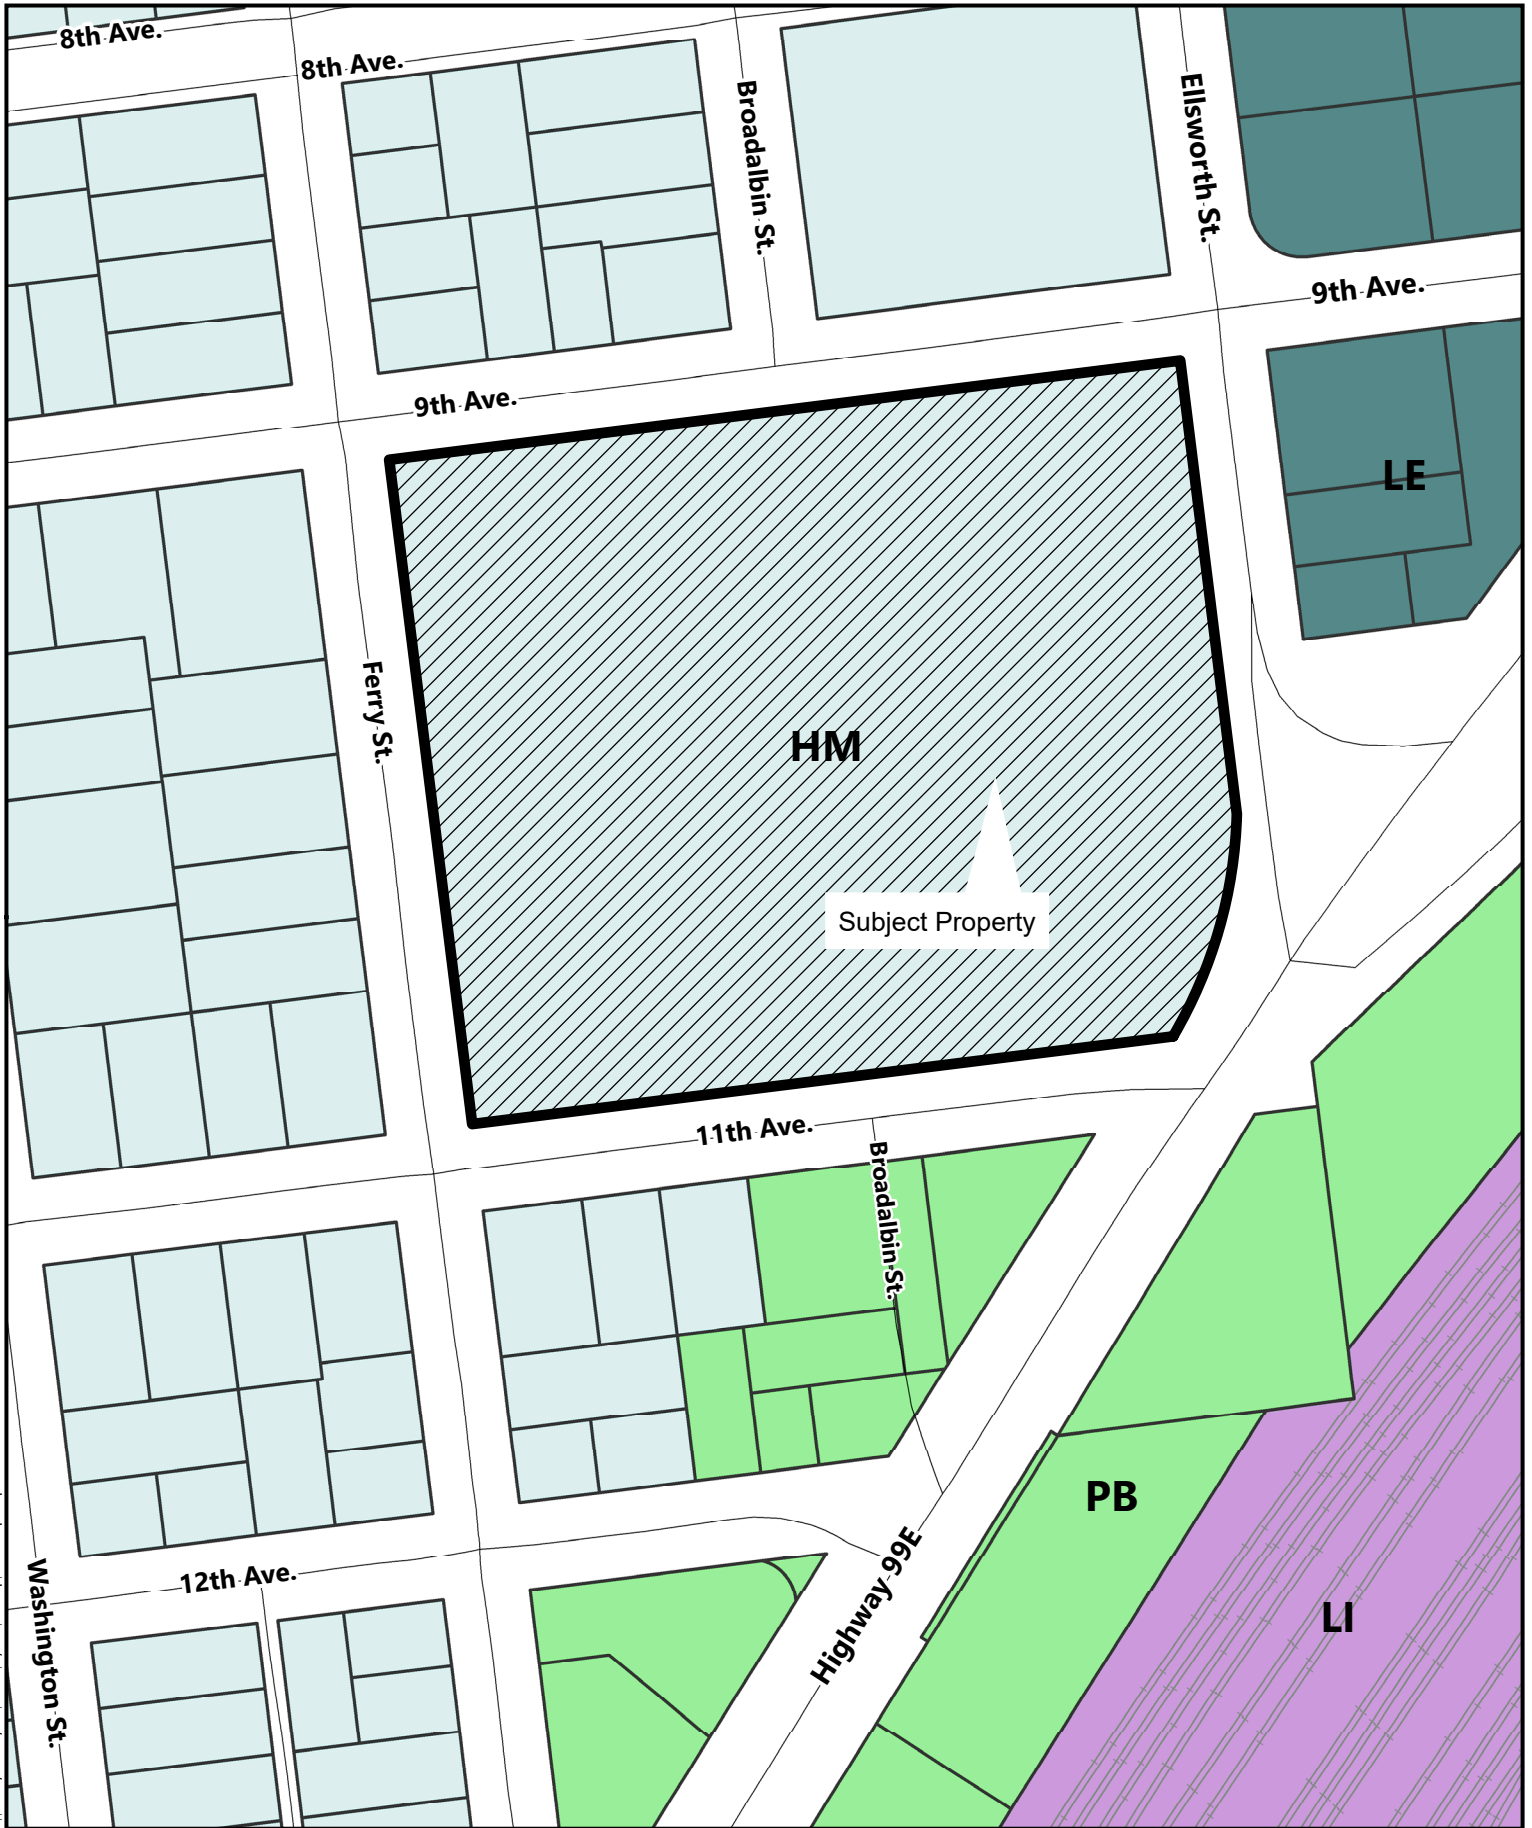 8th Ave.
8th Ave.
Broadalbin St.
Ellsworth St.
9th Ave.
9th Ave.
LE
Ferry St.
HM
Subject Property
11th Ave.
Broadalbin St.
PB
12th Ave.
Washington St.
Highway 99E
LI